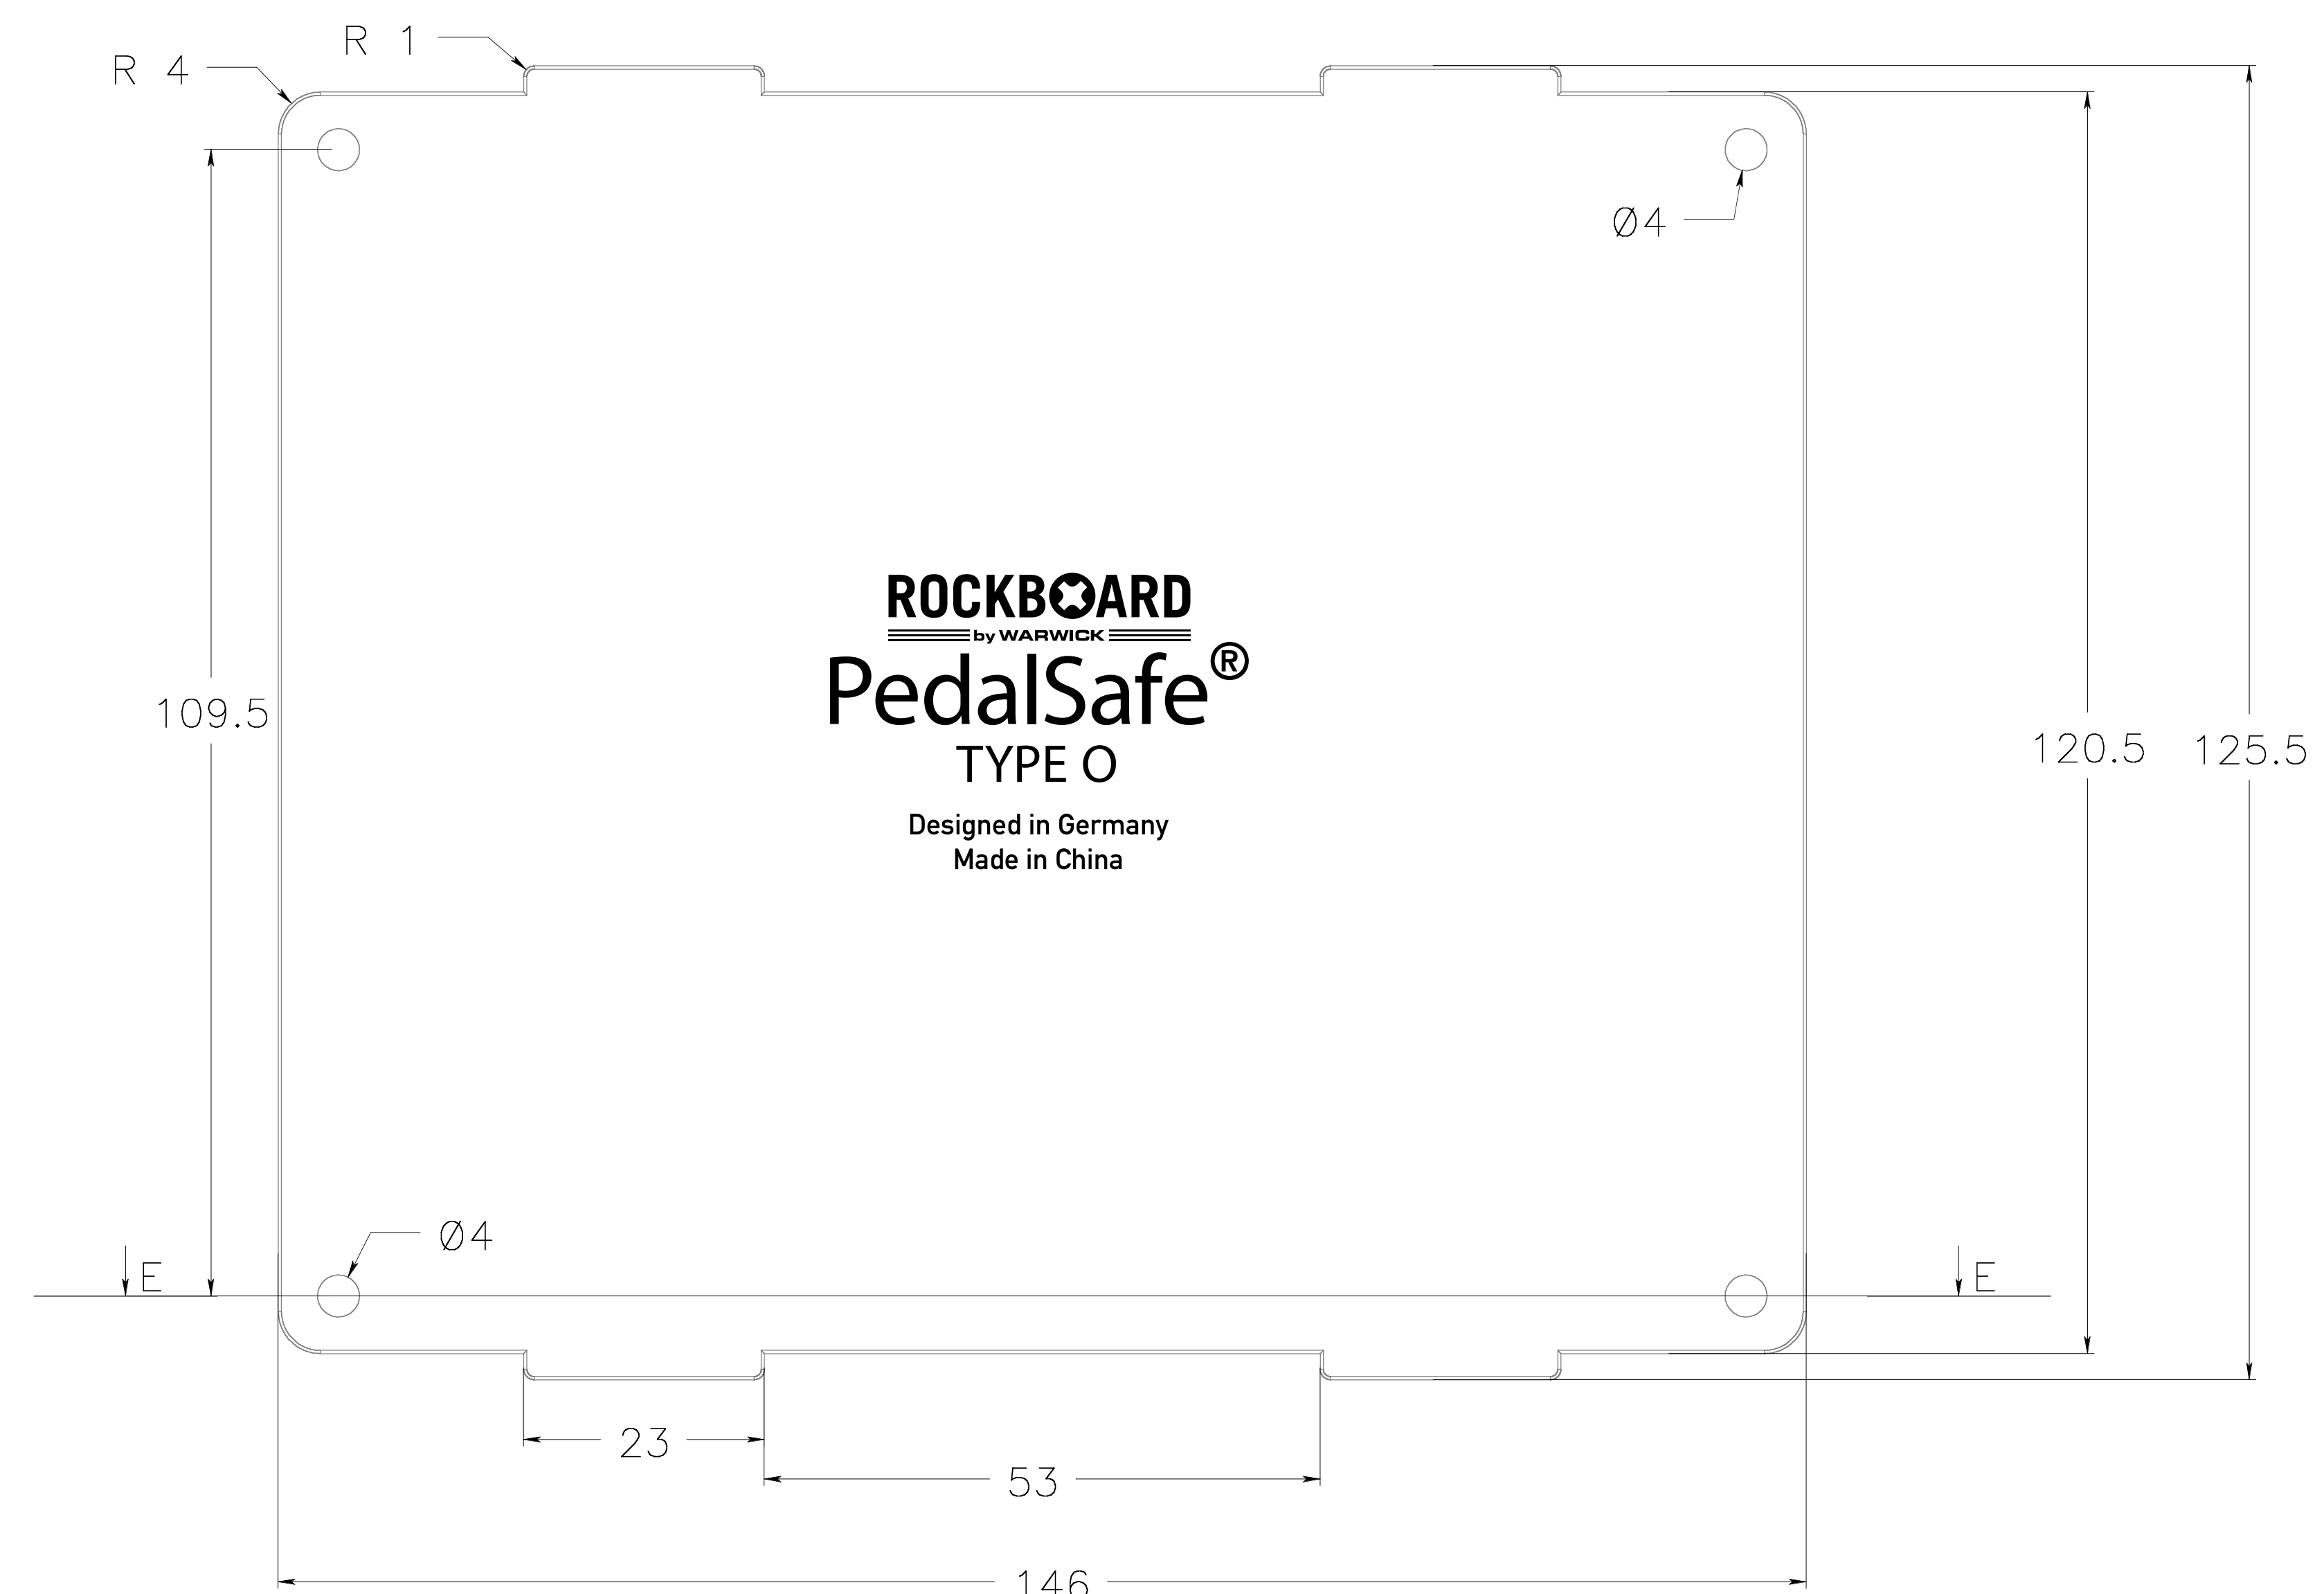 R 1
R 4
Ø4
ROCKBOARD
by WARWICK
PedalSafe®
TYPE O
109.5
120.5
125.5
Designed in Germany
Made in China
Ø4
E
E
23
53
146